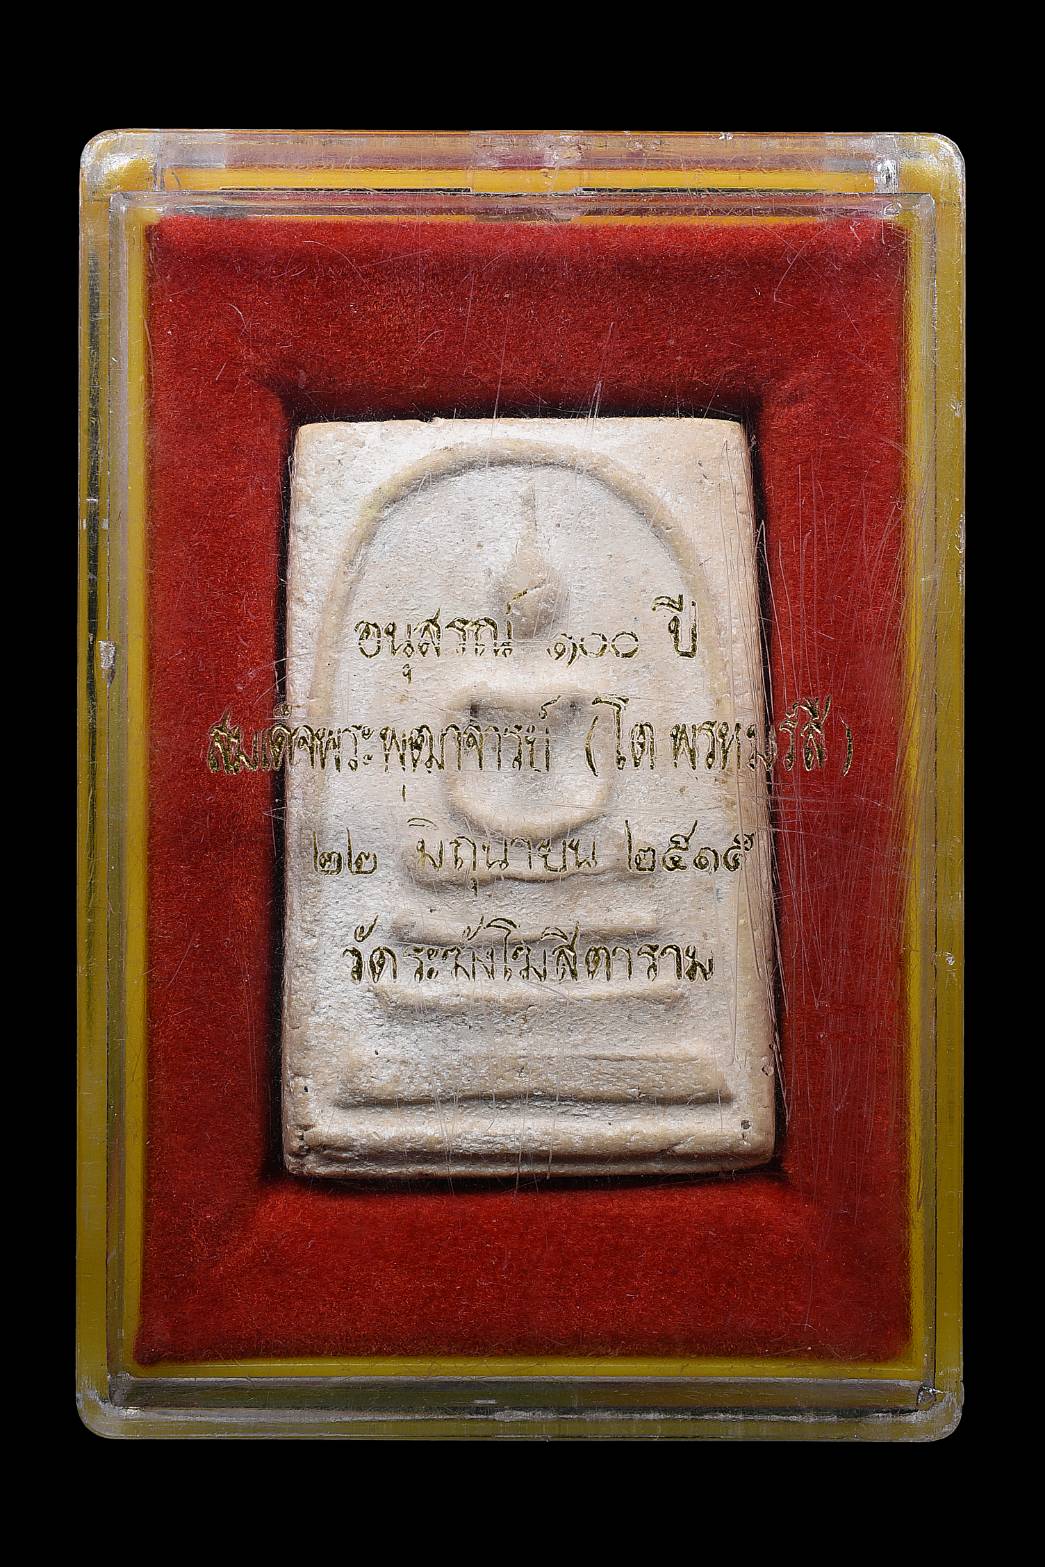 อนุสรณ์ ๑๐๐ ปี
สมเด็จพระพุฒาจารย์ (โต พรหมรังสี)
๒๒ มิถุนายน ๒๕๑๕
วัดระฆังโฆสิตาราม